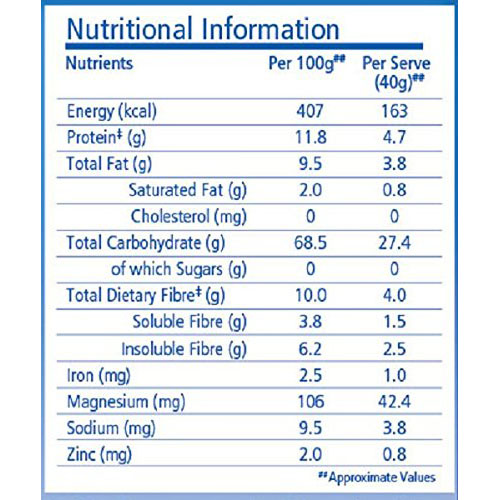 Nutritional Information
Nutrients Per 100g## Per Serve
(40g)##
Energy (kcal) 407 163
Protein‡ (g) 11.8 4.7
Total Fat (g) 9.5 3.8
Saturated Fat (g) 2.0 0.8
Cholesterol (mg) 0 0
Total Carbohydrate (g) 68.5 27.4
of which Sugars (g) 0 0
Total Dietary Fibre‡ (g) 10.0 4.0
Soluble Fibre (g) 3.8 1.5
Insoluble Fibre (g) 6.2 2.5
Iron (mg) 2.5 1.0
Magnesium (mg) 106 42.4
Sodium (mg) 9.5 3.8
Zinc (mg) 2.0 0.8
##Approximate Values